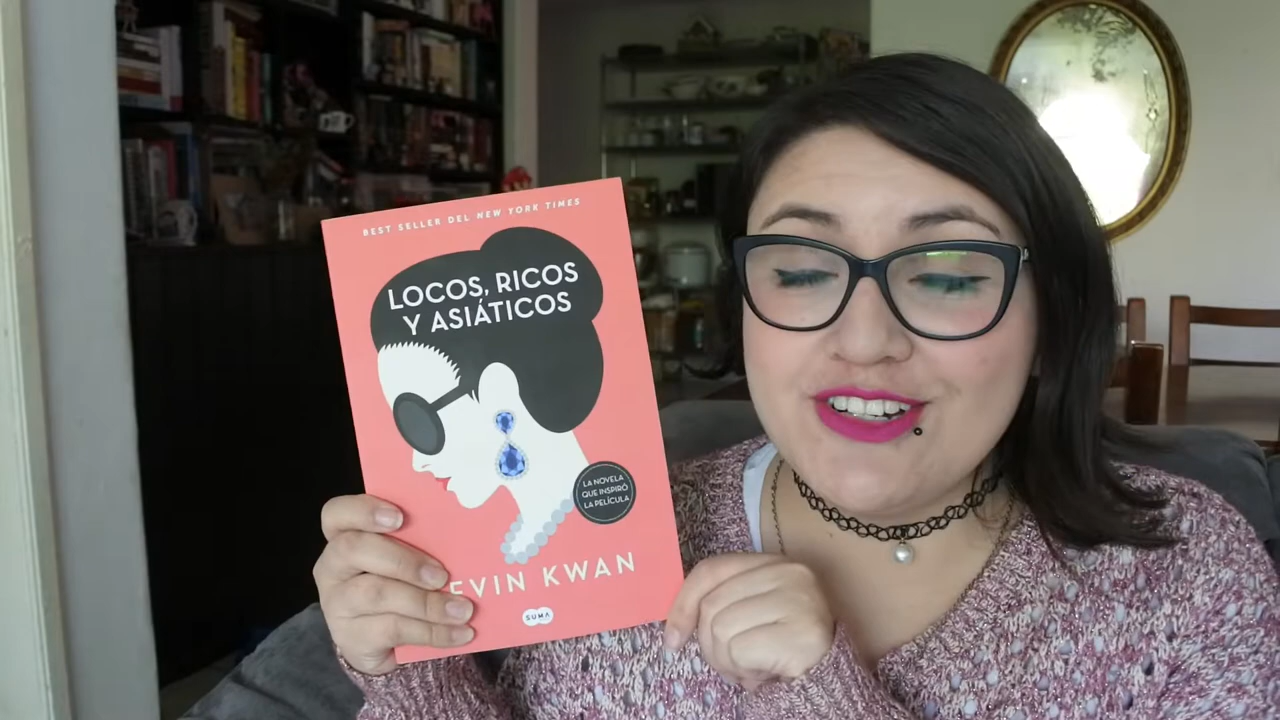 BEST SELLER DEL NEW YORK TIMES
LOCOS, RICOS
Y ASIÁTICOS
LA NOVELA
QUE INSPIRÓ
LA PELÍCULA
EVIN KWAN
SUMA